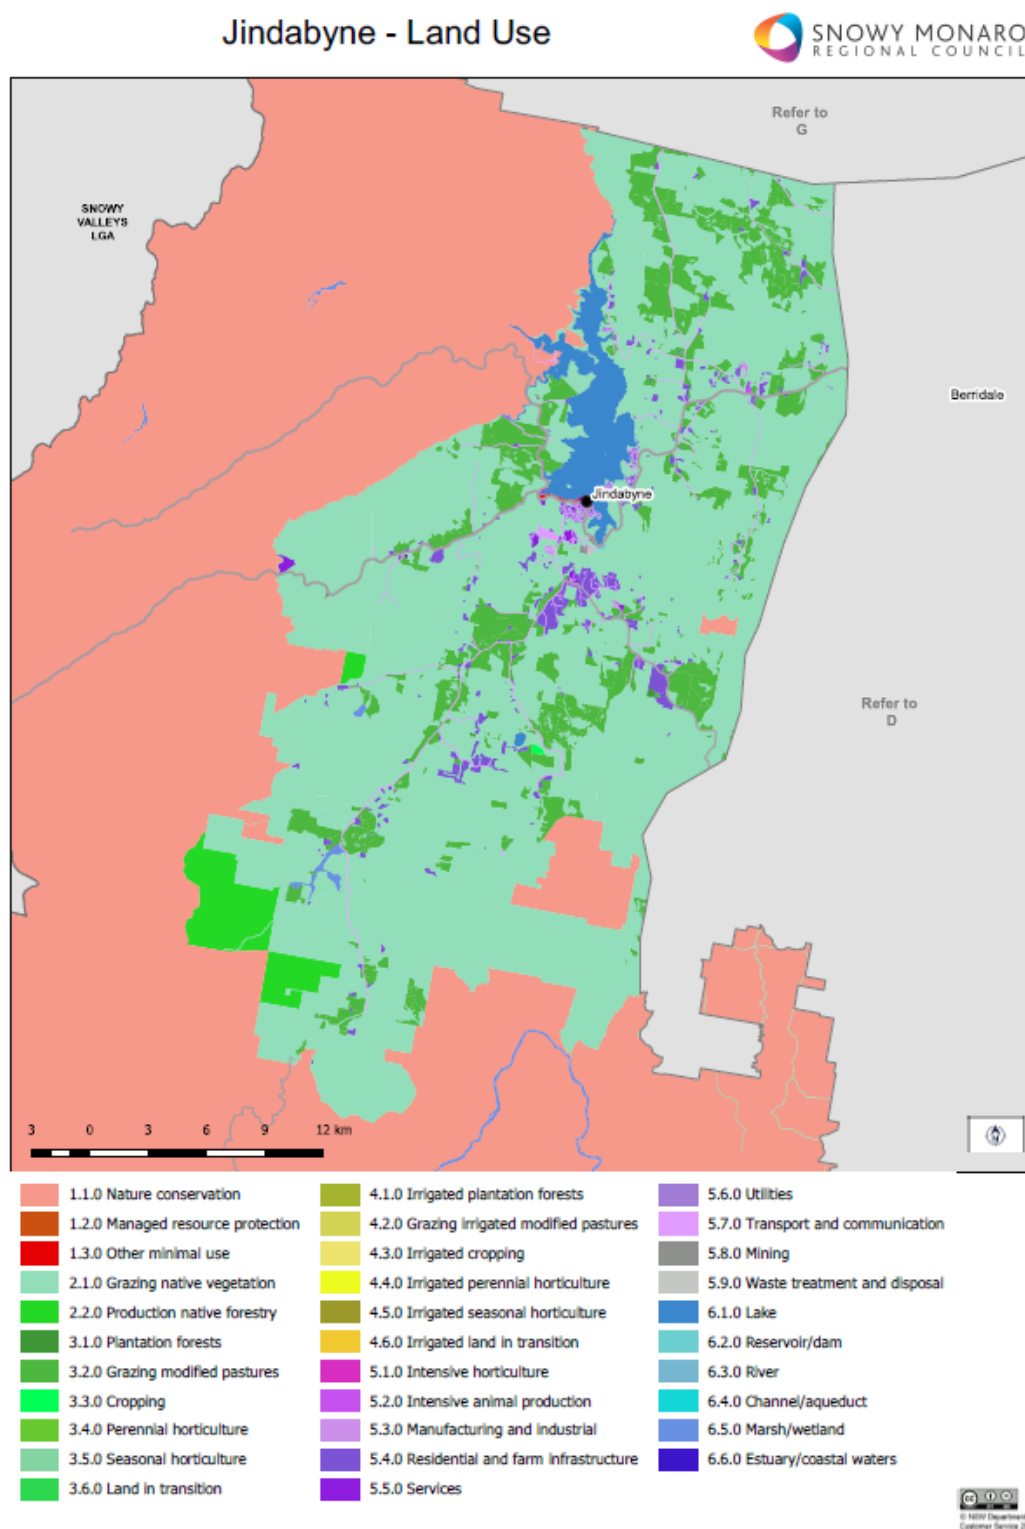 Jindabyne - Land Use
SNOWY MONARO
REGIONAL COUNCIL
Refer to
G
SNOWY
VALLEYS
LGA
Berridale
Jindabyne
Refer to
D
3 0 3 6 9 12 km
1.1.0 Nature conservation
1.2.0 Managed resource protection
1.3.0 Other minimal use
2.1.0 Grazing native vegetation
2.2.0 Production native forestry
3.1.0 Plantation forests
3.2.0 Grazing modified pastures
3.3.0 Cropping
3.4.0 Perennial horticulture
3.5.0 Seasonal horticulture
3.6.0 Land in transition
4.1.0 Irrigated plantation forests
4.2.0 Grazing irrigated modified pastures
4.3.0 Irrigated cropping
4.4.0 Irrigated perennial horticulture
4.5.0 Irrigated seasonal horticulture
4.6.0 Irrigated land in transition
5.1.0 Intensive horticulture
5.2.0 Intensive animal production
5.3.0 Manufacturing and industrial
5.4.0 Residential and farm infrastructure
5.5.0 Services
5.6.0 Utilities
5.7.0 Transport and communication
5.8.0 Mining
5.9.0 Waste treatment and disposal
6.1.0 Lake
6.2.0 Reservoir/dam
6.3.0 River
6.4.0 Channel/aqueduct
6.5.0 Marsh/wetland
6.6.0 Estuary/coastal waters
© NSW Department
Customer Service 2